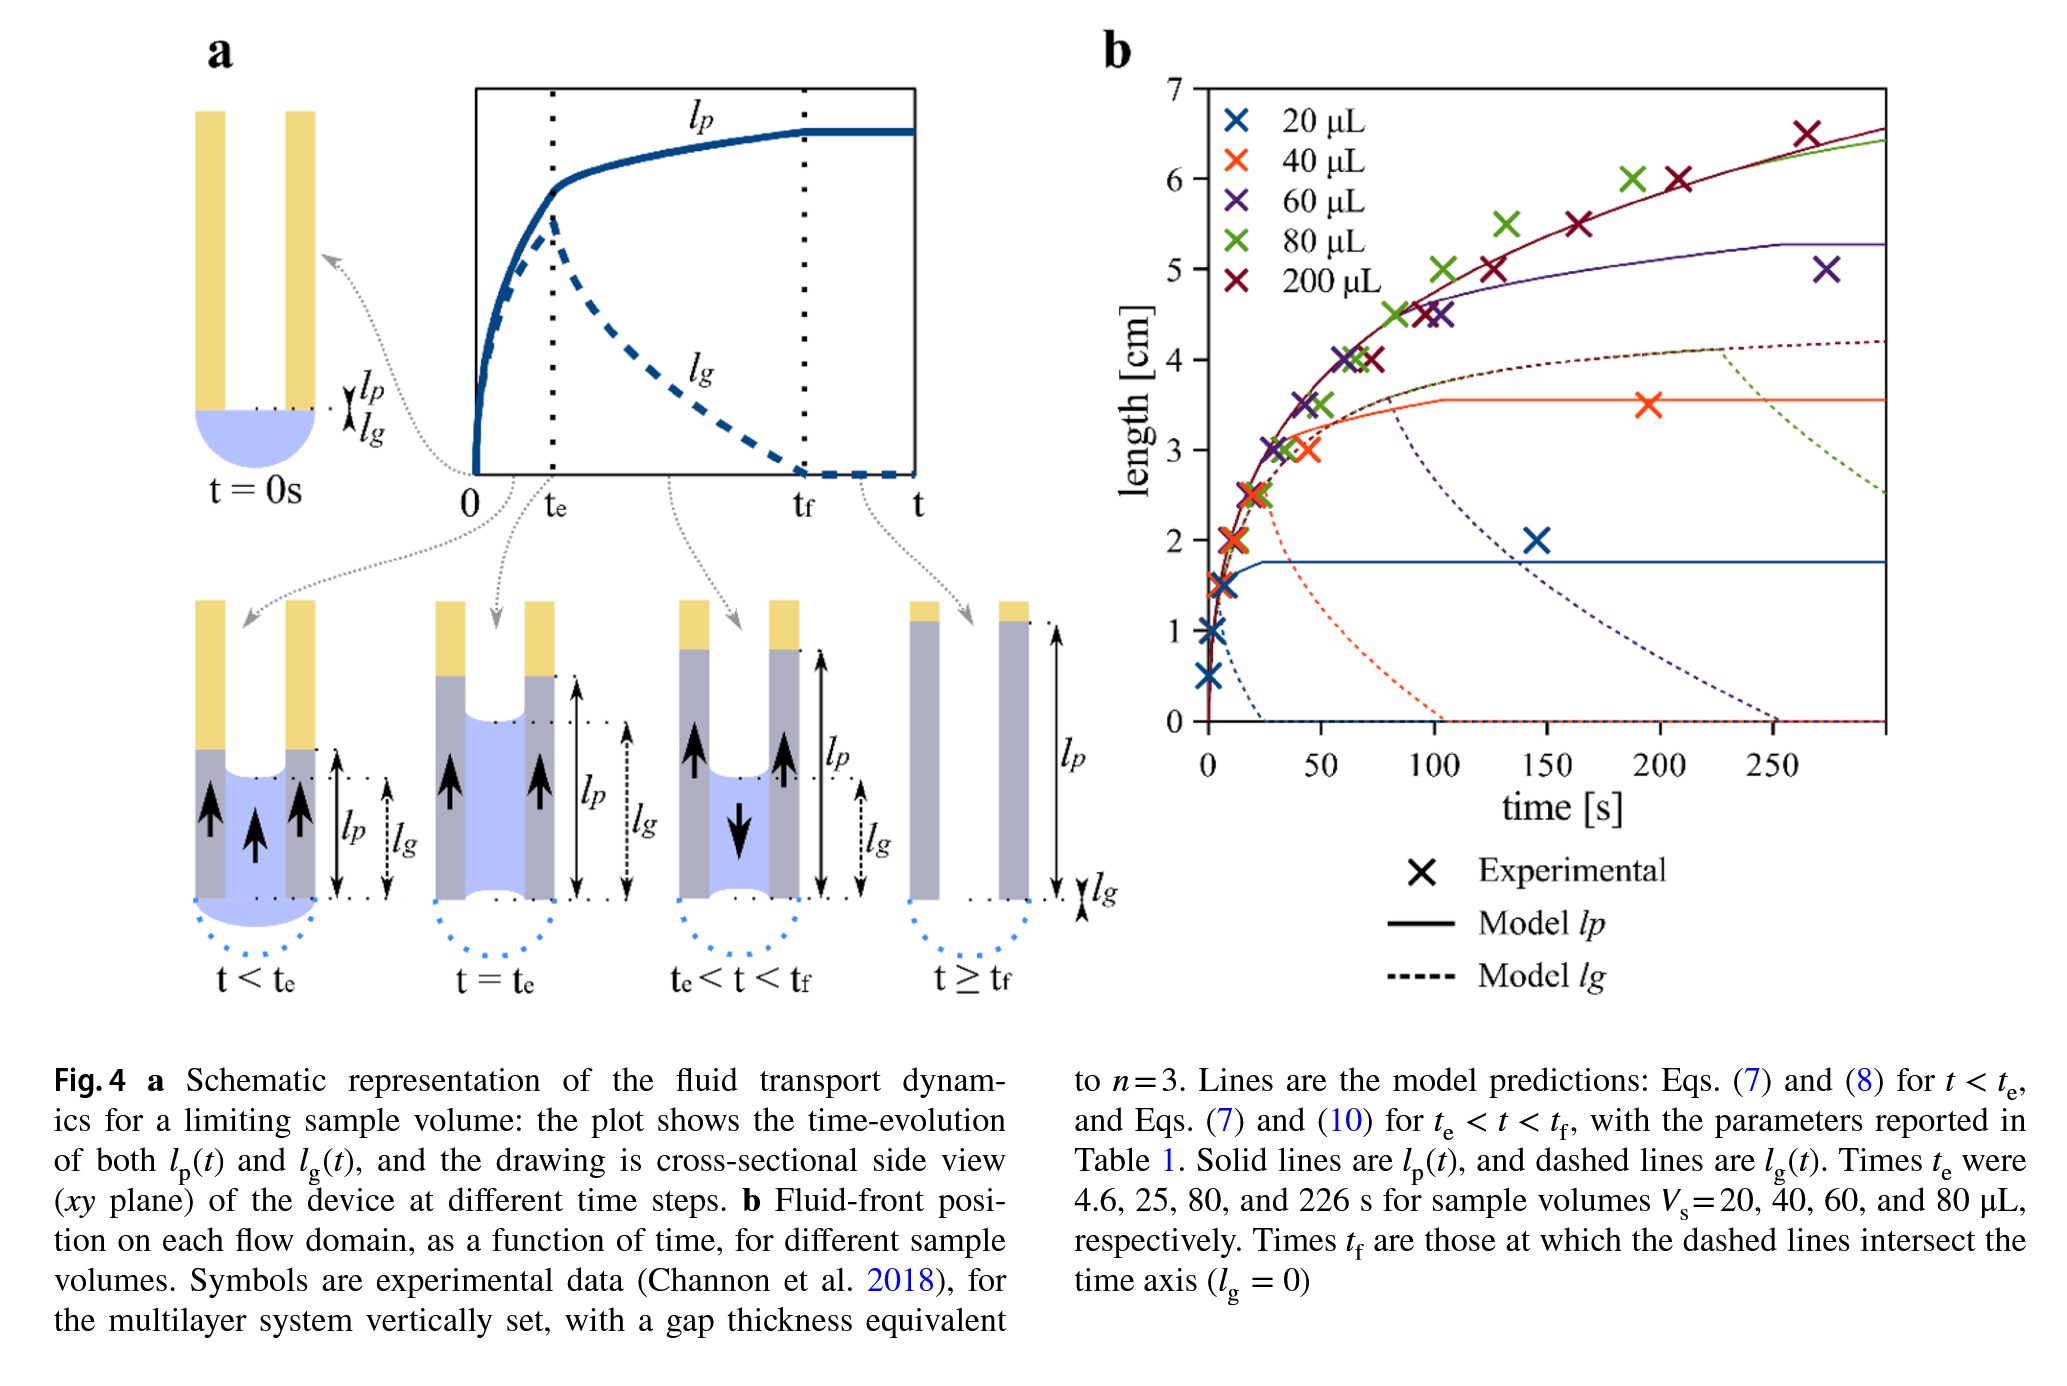 a
lp
lg
t = 0s
lp
lg
0
te
tf
t
lp
lg
t < te
lp
lg
t = te
lp
lg
te < t < tf
lp
lg
t ≥ tf
b
7
6
5
4
3
2
1
0
length [cm]
20 μL
40 μL
60 μL
80 μL
200 μL
0 50 100 150 200 250
time [s]
Experimental
Model lp
Model lg
Fig. 4 a Schematic representation of the fluid transport dynam-
ics for a limiting sample volume: the plot shows the time-evolution
of both lp(t) and lg(t), and the drawing is cross-sectional side view
(xy plane) of the device at different time steps. b Fluid-front posi-
tion on each flow domain, as a function of time, for different sample
volumes. Symbols are experimental data (Channon et al. 2018), for
the multilayer system vertically set, with a gap thickness equivalent
to n = 3. Lines are the model predictions: Eqs. (7) and (8) for t < te,
and Eqs. (7) and (10) for te < t < tf, with the parameters reported in
Table 1. Solid lines are lp(t), and dashed lines are lg(t). Times te were
4.6, 25, 80, and 226 s for sample volumes Vs = 20, 40, 60, and 80 μL,
respectively. Times tf are those at which the dashed lines intersect the
time axis (lg = 0)